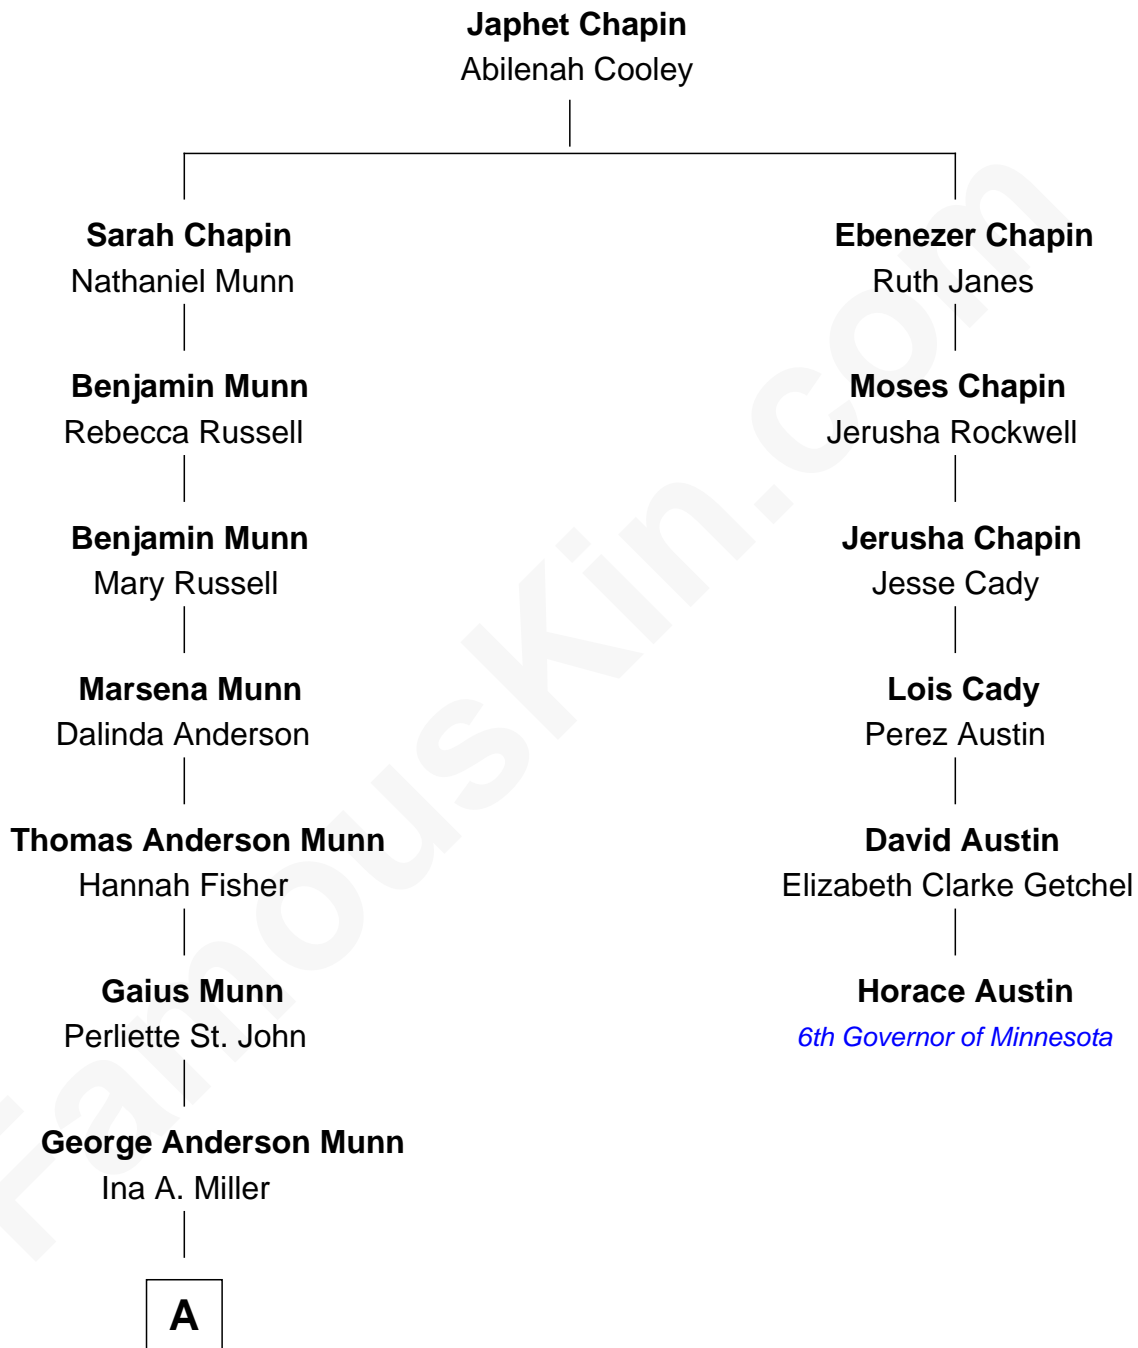 Japhet Chapin
Abilenah Cooley
Sarah Chapin
Nathaniel Munn
Ebenezer Chapin
Ruth Janes
Benjamin Munn
Rebecca Russell
Moses Chapin
Jerusha Rockwell
Benjamin Munn
Mary Russell
Jerusha Chapin
Jesse Cady
Marsena Munn
Dalinda Anderson
Lois Cady
Perez Austin
Thomas Anderson Munn
Hannah Fisher
David Austin
Elizabeth Clarke Getchel
Gaius Munn
Perliette St. John
Horace Austin
6th Governor of Minnesota
George Anderson Munn
Ina A. Miller
A
FamousKin.com